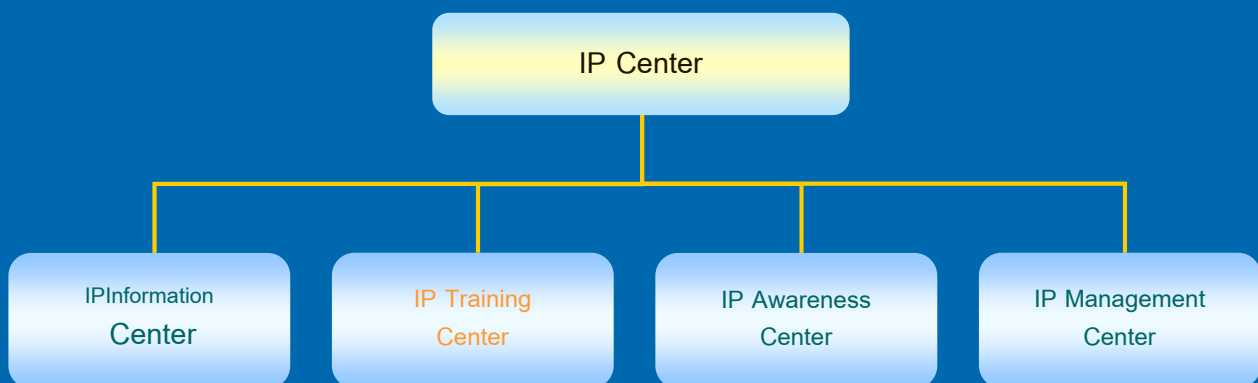 IP Center
IPInformation
Center
IP Training
Center
IP Awareness
Center
IP Management
Center